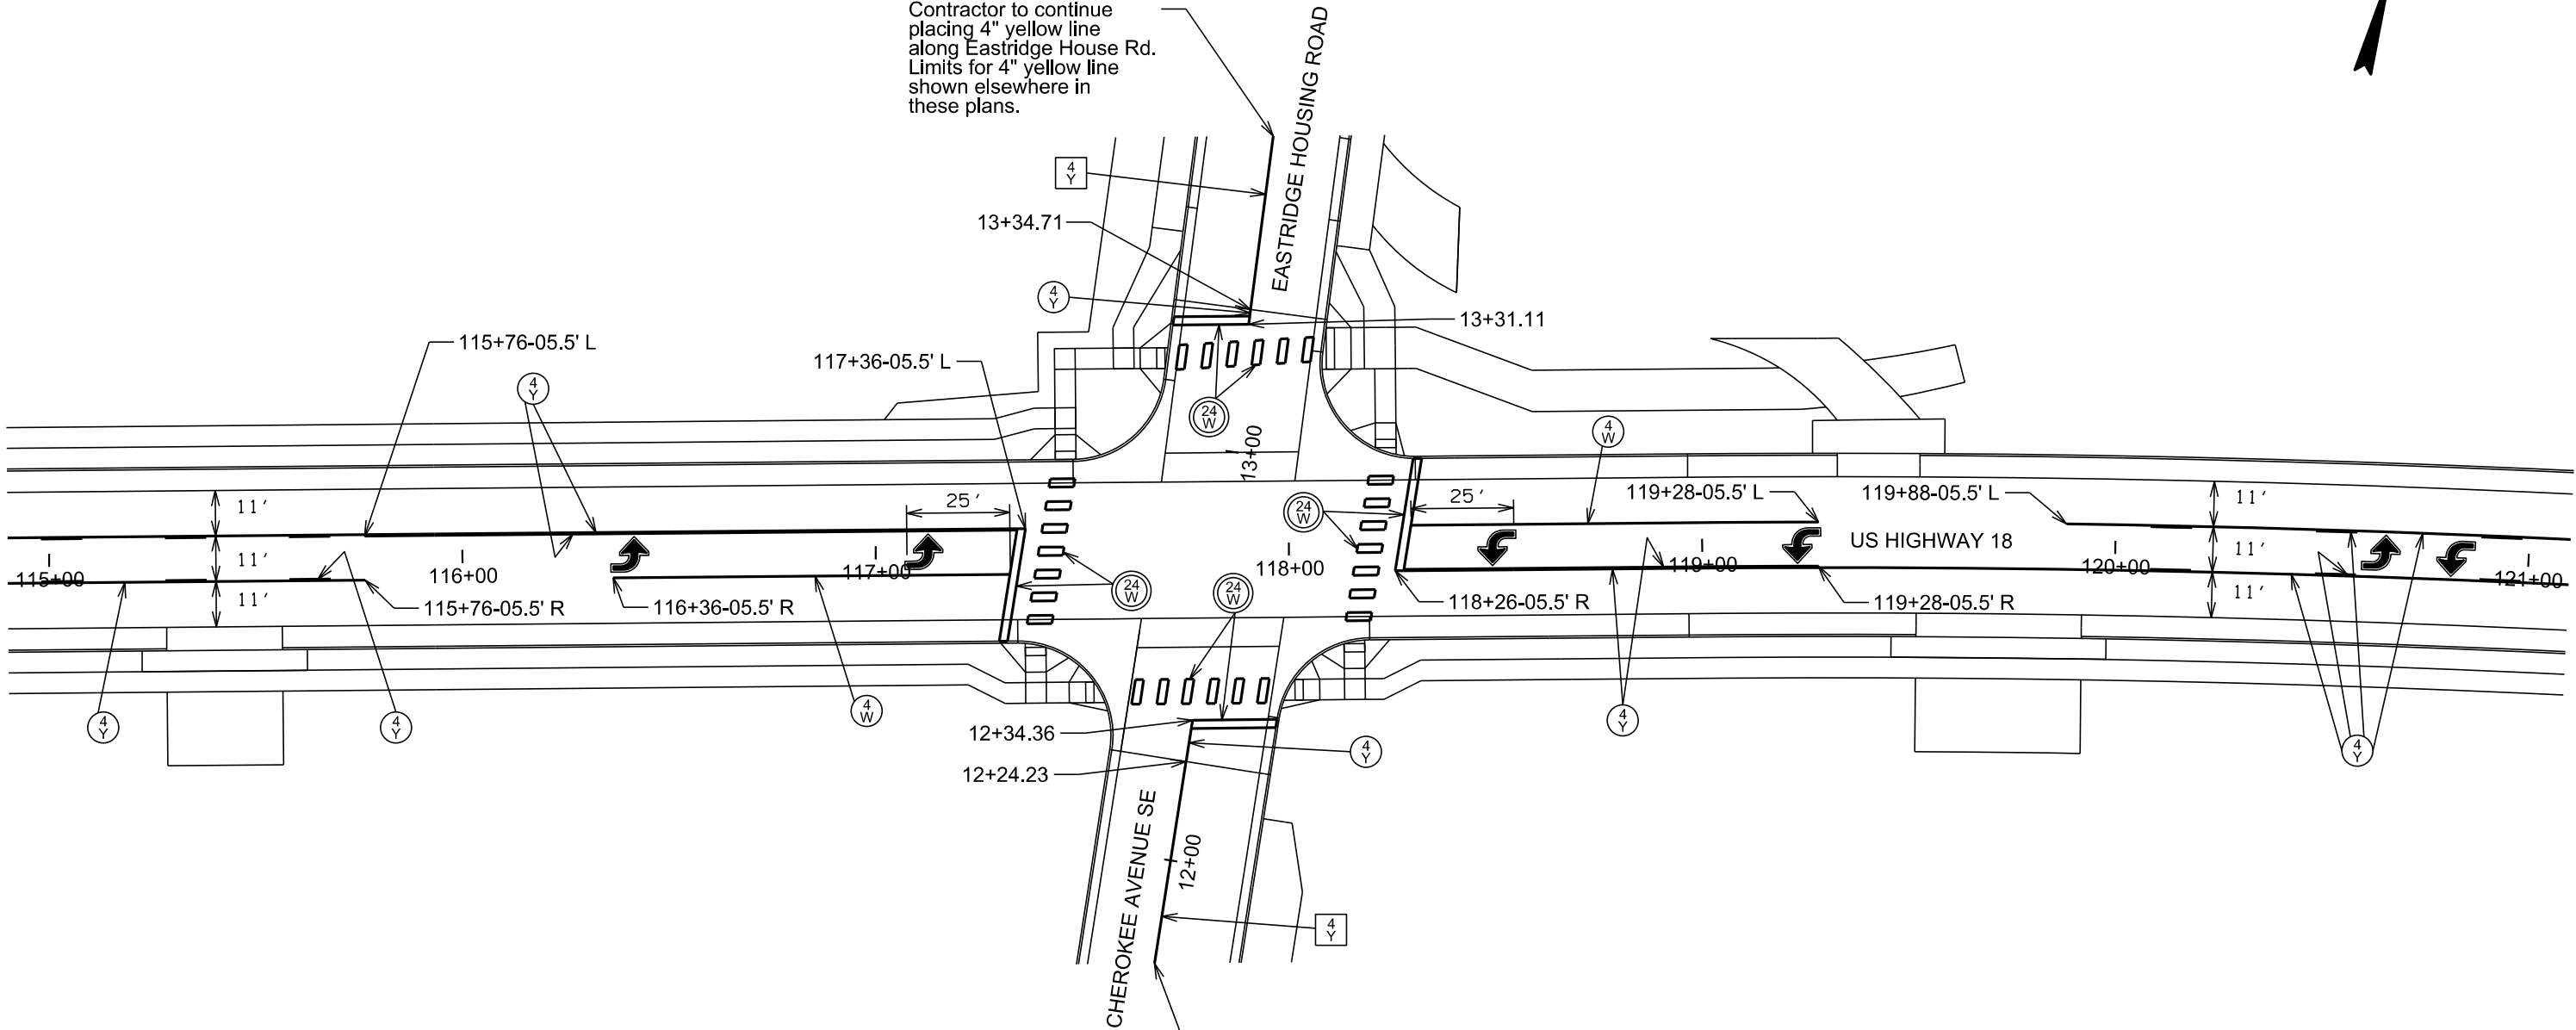 Contractor to continue
placing 4" yellow line
along Eastridge House Rd.
Limits for 4" yellow line
shown elsewhere in
these plans.
EASTRIDGE HOUSING ROAD
4
Y
13+34.71
4
Y
13+31.11
115+76-05.5' L
117+36-05.5' L
4
Y
24
W
13+00
4
W
11'
25'
24
W
25'
119+28-05.5' L
119+88-05.5' L
11'
US HIGHWAY 18
115+00
11'
116+00
117+00
118+00
119+00
120+00
11'
121+00
11'
115+76-05.5' R
116+36-05.5' R
24
W
24
W
118+26-05.5' R
119+28-05.5' R
11'
4
Y
4
Y
4
W
12+34.36
4
Y
4
Y
4
Y
12+24.23
CHEROKEE AVENUE SE
12+00
4
Y